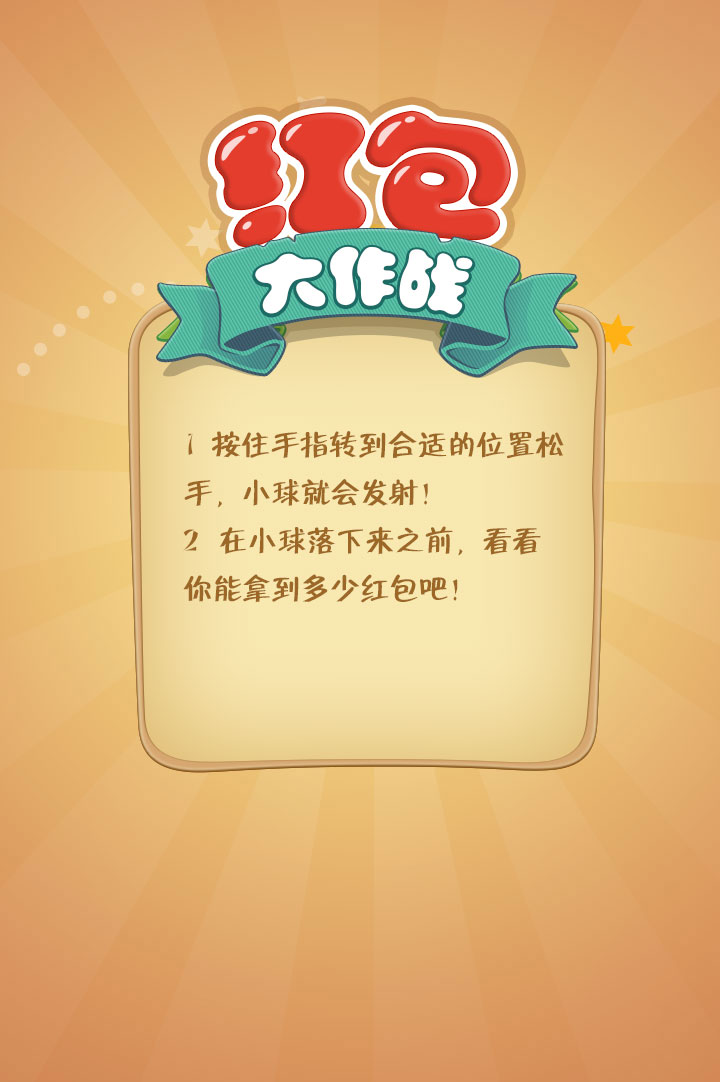 红包
大作战
1 按住手指转到合适的位置松
手，小球就会发射！
2 在小球落下来之前，看看
你能拿到多少红包吧！